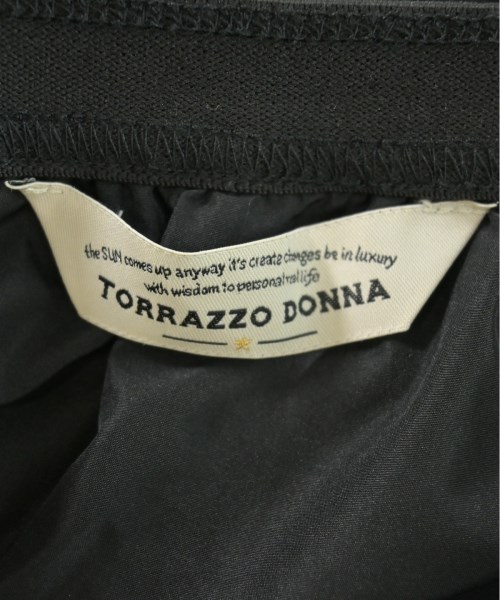 the SUN comes up anyway it's create changes be in luxury
with wisdom to personal life
TORRAZZO DONNA